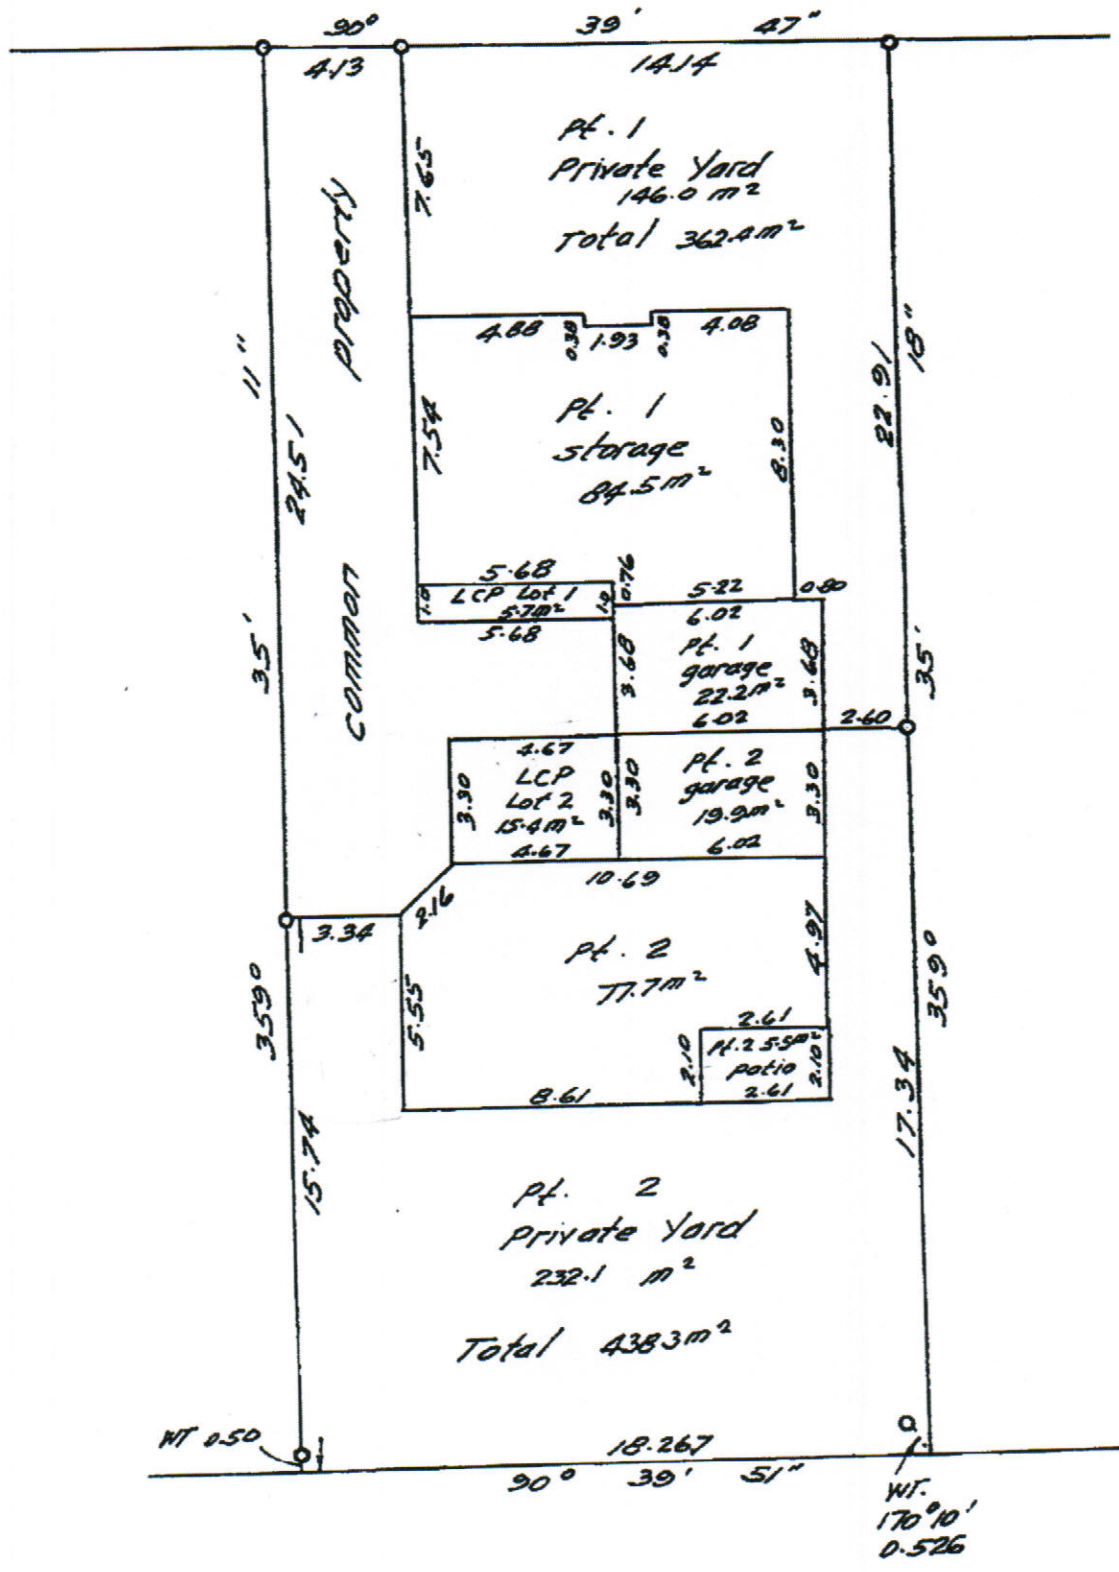 90° 39' 47"
4.13 14.14
Pt. 1
Private Yard
146.0 m²
Total 362.4m²
7.65
Common Property
11"
24.51
35'
359°
22.91
18"
35'
359°
4.88 0.38 1.93 0.38 4.08
7.54
Pt. 1
storage
84.5m²
8.30
5.68
1.0 LCP Lot 1 1.0
5.7m²
5.68
0.76
5.22 0.80
6.02
3.68
Pt. 1
garage
22.2m²
3.68
6.02
2.60
4.67
3.30
LCP
Lot 2
15.4m²
3.30
4.67
3.30
Pt. 2
garage
19.9m²
3.30
6.02
10.69
3.34
Pt. 2
77.7m²
4.97
5.55
2.61
2.10
Pt. 2 5.5m²
patio
2.10
2.61
8.61
15.74
17.34
Pt. 2
Private Yard
232.1 m²
Total 438.3m²
WT 0.50
18.267
90° 39' 51"
WT.
170°10'
0.526